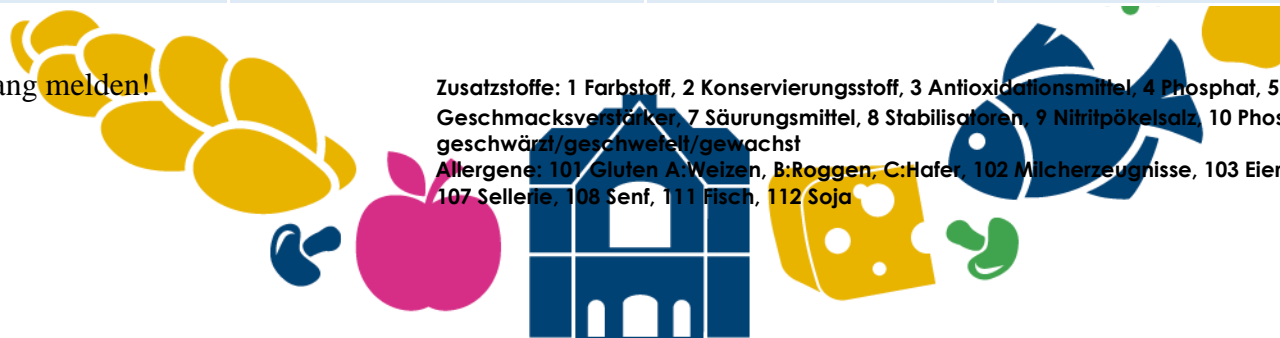 ang melden!
Zusatzstoffe: 1 Farbstoff, 2 Konservierungsstoff, 3 Antioxidationsmittel, 4 Phosphat, 5
Geschmacksverstärker, 7 Säurungsmittel, 8 Stabilisatoren, 9 Nitritpökelsalz, 10 Phos
geschwärzt/geschwefelt/gewachst
Allergene: 101 Gluten A:Weizen, B:Roggen, C:Hafer, 102 Milcherzeugnisse, 103 Eier
107 Sellerie, 108 Senf, 111 Fisch, 112 Soja